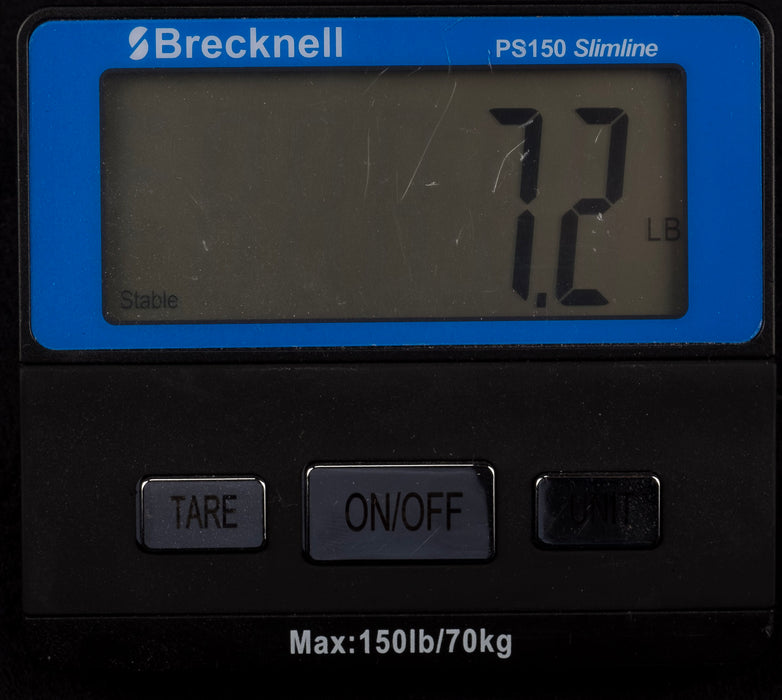 Brecknell
PS150 Slimline
7.2
LB
Stable
TARE
ON/OFF
UNIT
Max:150lb/70kg